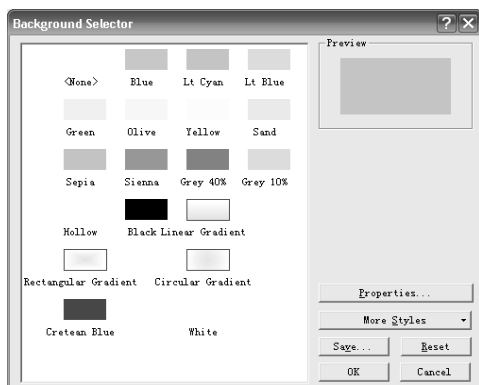 Background Selector
<None> Blue Lt Cyan Lt Blue
Green Olive Yellow Sand
Sepia Sienna Grey 40% Grey 10%
Hollow Black Linear Gradient
Rectangular Gradient Circular Gradient
Cretean Blue White
Preview
Properties...
More Styles
Save... Reset
OK Cancel